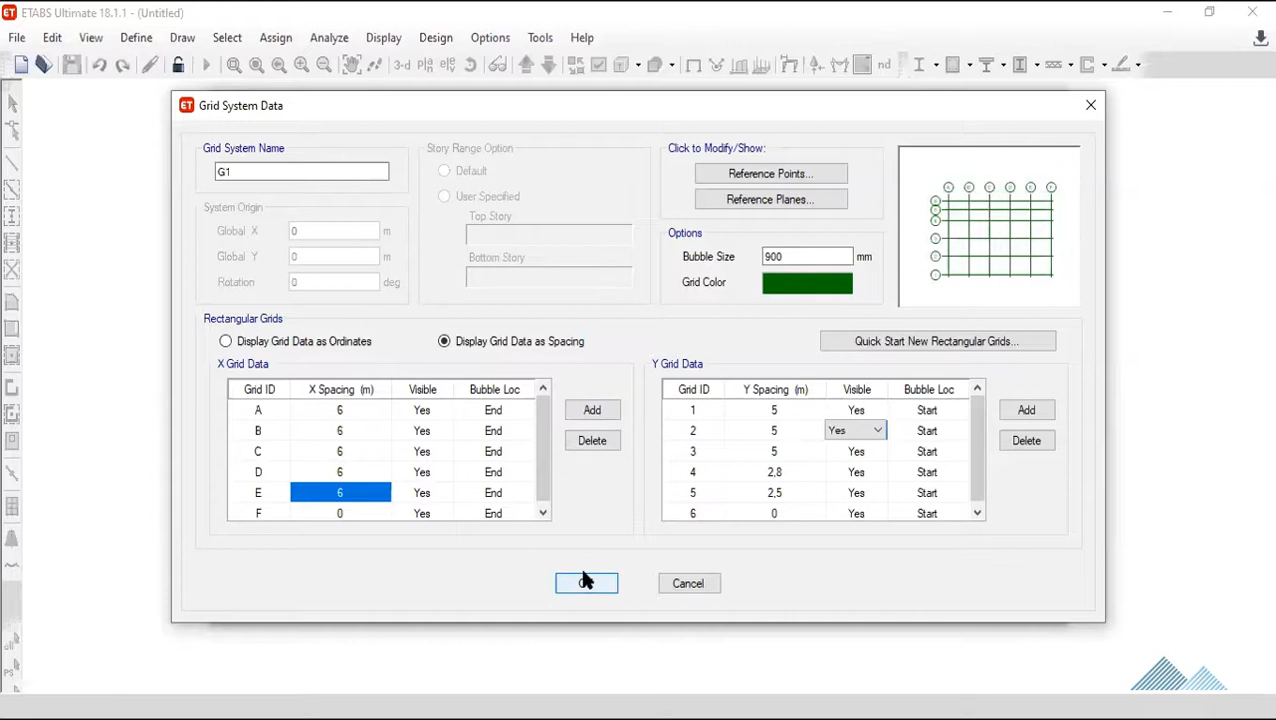 ETABS Ultimate 18.1.1 - (Untitled)
File Edit View Define Draw Select Assign Analyze Display Design Options Tools Help
3-d nd
Grid System Data
Grid System Name
G1
System Origin
Global X 0 m
Global Y 0 m
Rotation 0 deg
Story Range Option
Default
User Specified
Top Story
Bottom Story
Click to Modify/Show:
Reference Points...
Reference Planes...
Options
Bubble Size 900 mm
Grid Color
Rectangular Grids
Display Grid Data as Ordinates Display Grid Data as Spacing Quick Start New Rectangular Grids...
X Grid Data
Grid ID X Spacing (m) Visible Bubble Loc
A 6 Yes End
B 6 Yes End
C 6 Yes End
D 6 Yes End
E 6 Yes End
F 0 Yes End
Add
Delete
Y Grid Data
Grid ID Y Spacing (m) Visible Bubble Loc
1 5 Yes Start
2 5 Yes Start
3 5 Yes Start
4 2,8 Yes Start
5 2,5 Yes Start
6 0 Yes Start
Add
Delete
Cancel